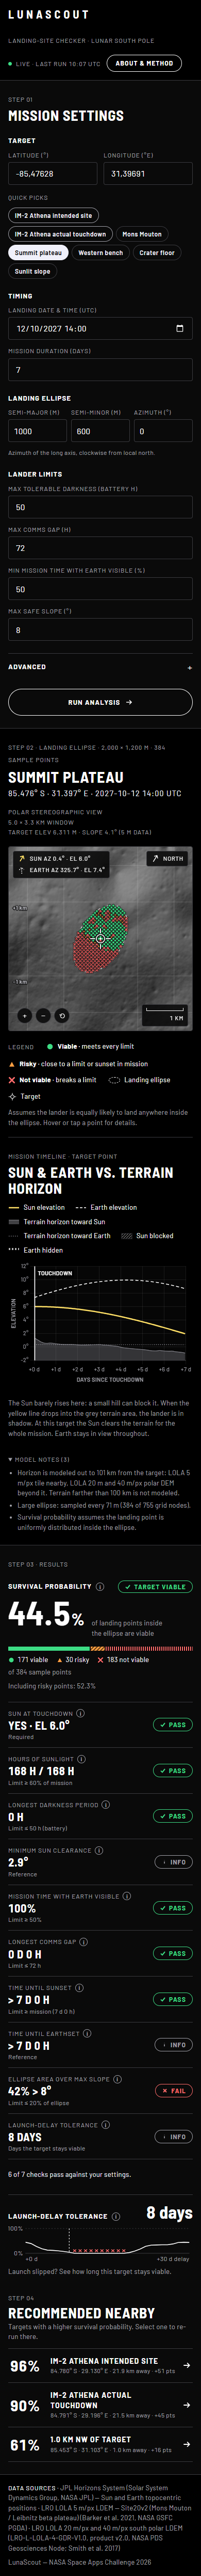 LUNASCOUT
LANDING-SITE CHECKER · LUNAR SOUTH POLE
LIVE · LAST RUN 10:07 UTC
ABOUT & METHOD
STEP 01
MISSION SETTINGS
TARGET
LATITUDE (°)
LONGITUDE (°E)
-85,47628
31,39691
QUICK PICKS
IM-2 Athena intended site
IM-2 Athena actual touchdown
Mons Mouton
Summit plateau
Western bench
Crater floor
Sunlit slope
TIMING
LANDING DATE & TIME (UTC)
12/10/2027 14:00
MISSION DURATION (DAYS)
7
LANDING ELLIPSE
SEMI-MAJOR (M)
SEMI-MINOR (M)
AZIMUTH (°)
1000
600
0
Azimuth of the long axis, clockwise from local north.
LANDER LIMITS
MAX TOLERABLE DARKNESS (BATTERY H)
50
MAX COMMS GAP (H)
72
MIN MISSION TIME WITH EARTH VISIBLE (%)
50
MAX SAFE SLOPE (°)
8
ADVANCED
+
RUN ANALYSIS →
STEP 02 · LANDING ELLIPSE · 2,000 × 1,200 M · 384
SAMPLE POINTS
SUMMIT PLATEAU
85.476° S · 31.397° E · 2027-10-12 14:00 UTC
POLAR STEREOGRAPHIC VIEW
5.0 × 3.3 KM WINDOW
TARGET ELEV 6,311 M · SLOPE 4.1° (5 M DATA)
SUN AZ 0.4° · EL 6.0°
EARTH AZ 325.7° · EL 7.4°
NORTH
+
−
1 KM
LEGEND
Viable · meets every limit
Risky · close to a limit or sunset in mission
Not viable · breaks a limit
Landing ellipse
Target
Assumes the lander is equally likely to land anywhere inside
the ellipse. Hover or tap a point for details.
MISSION TIMELINE · TARGET POINT
SUN & EARTH VS. TERRAIN
HORIZON
Sun elevation
Earth elevation
Terrain horizon toward Sun
Terrain horizon toward Earth
Sun blocked
Earth hidden
12°
10°
8°
6°
4°
2°
0°
-2°
ELEVATION
TOUCHDOWN
+0 d
+1 d
+2 d
+3 d
+4 d
+5 d
+6 d
+7 d
DAYS SINCE TOUCHDOWN
The Sun barely rises here: a small hill can block it. When the
yellow line drops into the grey terrain area, the lander is in
shadow. At this target the Sun clears the terrain for the
whole mission. Earth stays in view throughout.
▼ MODEL NOTES (3)
• Horizon is modeled out to 101 km from the target: LOLA 5
m/px tile nearby, LOLA 20 m and 40 m/px polar DEM
beyond it. Terrain farther than 100 km is not modeled.
• Large ellipse: sampled every 71 m (384 of 755 grid nodes).
• Survival probability assumes the landing point is
uniformly distributed inside the ellipse.
STEP 03 · RESULTS
SURVIVAL PROBABILITY
✓ TARGET VIABLE
44.5%
of landing points inside
the ellipse are viable
171 viable
30 risky
183 not viable
of 384 sample points
Including risky points: 52.3%
SUN AT TOUCHDOWN
YES · EL 6.0°
Required
✓ PASS
HOURS OF SUNLIGHT
168 H / 168 H
Limit ≥ 60% of mission
✓ PASS
LONGEST DARKNESS PERIOD
0 H
Limit ≤ 50 h (battery)
✓ PASS
MINIMUM SUN CLEARANCE
2.9°
Reference
INFO
MISSION TIME WITH EARTH VISIBLE
100%
Limit ≥ 50%
✓ PASS
LONGEST COMMS GAP
0 D 0 H
Limit ≤ 72 h
✓ PASS
TIME UNTIL SUNSET
> 7 D 0 H
Limit ≥ mission (7 d 0 h)
✓ PASS
TIME UNTIL EARTHSET
> 7 D 0 H
Reference
INFO
ELLIPSE AREA OVER MAX SLOPE
42% > 8°
Limit ≤ 20% of ellipse
✕ FAIL
LAUNCH-DELAY TOLERANCE
8 DAYS
Days the target stays viable
INFO
6 of 7 checks pass against your settings.
LAUNCH-DELAY TOLERANCE
8 days
100%
0%
+0 d
+30 d delay
Launch slipped? See how long this target stays viable.
STEP 04
RECOMMENDED NEARBY
Targets with a higher survival probability. Select one to re-
run there.
96%
IM-2 ATHENA INTENDED SITE
→
90%
IM-2 ATHENA ACTUAL
TOUCHDOWN
→
61%
1.0 KM NW OF TARGET
85.453° S · 31.103° E · 1.0 km away · +16 pts
→
DATA SOURCES · JPL Horizons System (Solar System
Dynamics Group, NASA JPL) — Sun and Earth topocentric
positions · LRO LOLA 5 m/px LDEM — Site20v2 (Mons Mouton
/ Leibnitz beta plateau) (Barker et al. 2021, NASA GSFC
PGDA) · LRO LOLA 20 m/px and 40 m/px south polar LDEM
(LRO-L-LOLA-4-GDR-V1.0, product v2.0, NASA PDS
Geosciences Node; Smith et al. 2017)
LunaScout — NASA Space Apps Challenge 2026